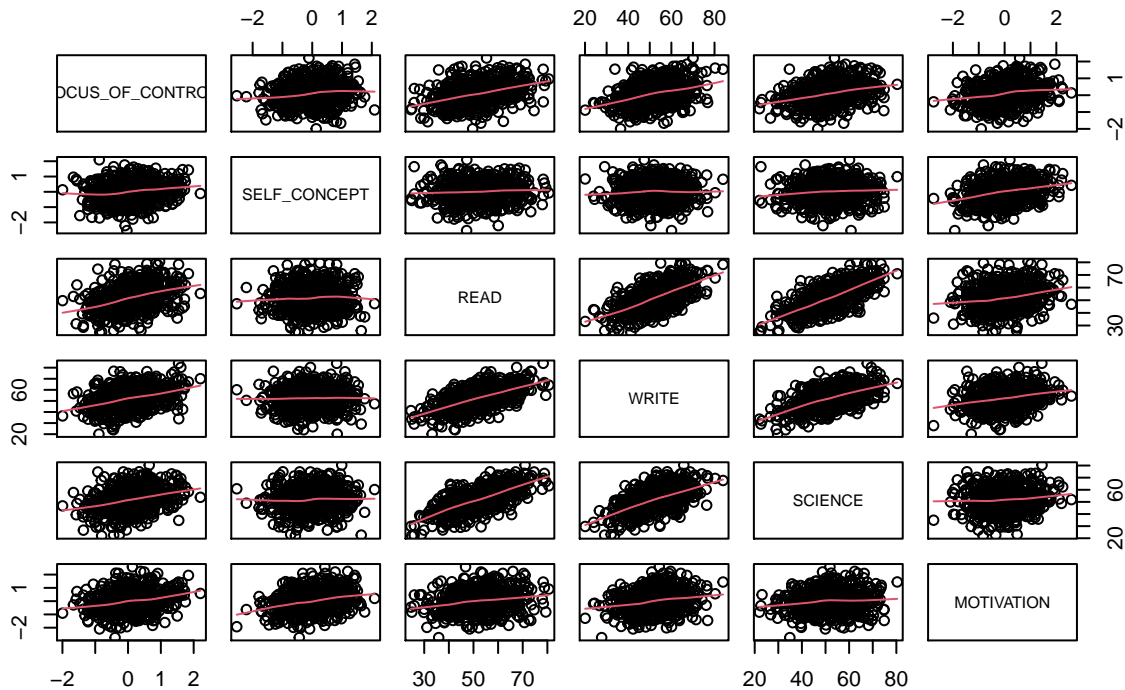 −2 0 1 2 20 40 60 80 −2 0 2
OCUS_OF_CONTRO
−2 1
−2 1
SELF_CONCEPT
READ
30 70
20 60
WRITE
SCIENCE
20 60
−2 1
MOTIVATION
−2 0 1 2 30 50 70 20 40 60 80